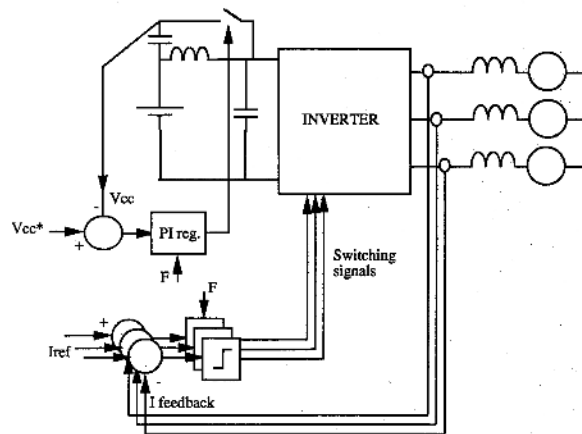 INVERTER
-
Vcc
Vcc*
+
PI reg.
F
Switching
signals
F
+
Iref
-
I feedback